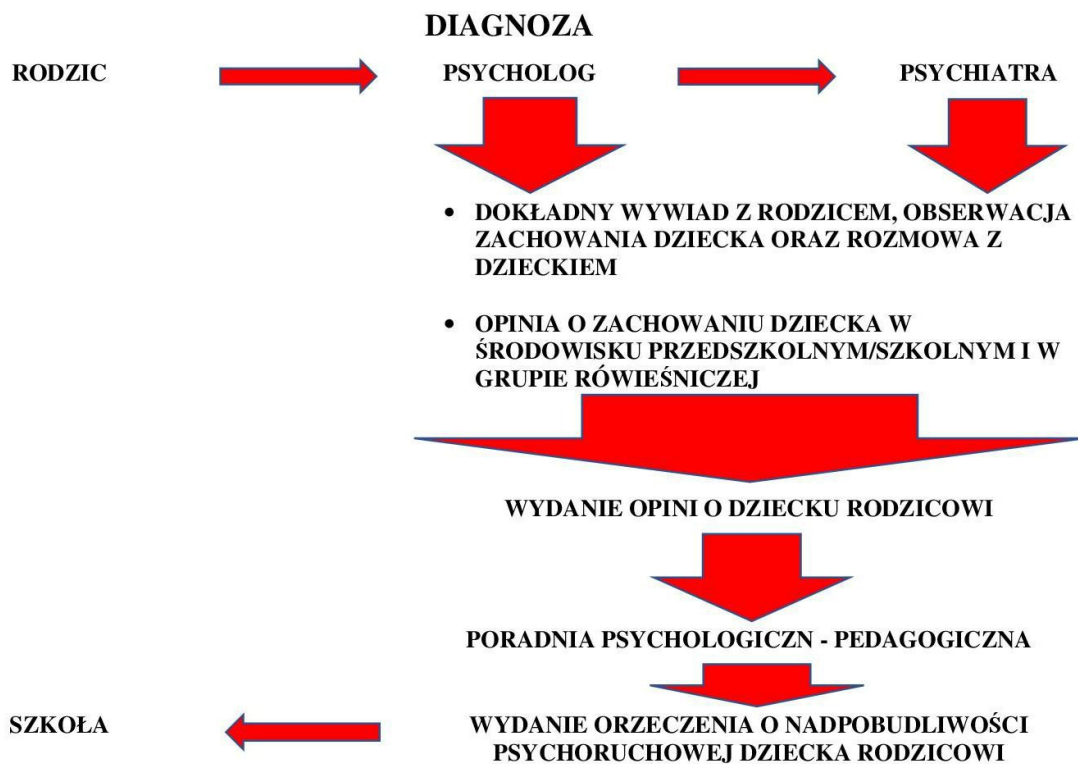 DIAGNOZA
RODZIC
PSYCHOLOG
PSYCHIATRA
• DOKŁADNY WYWIAD Z RODZICEM, OBSERWACJA
ZACHOWANIA DZIECKA ORAZ ROZMOWA Z
DZIECKIEM
• OPINIA O ZACHOWANIU DZIECKA W
ŚRODOWISKU PRZEDSZKOLNYM/SZKOLNYM I W
GRUPIE RÓWIEŚNICZEJ
WYDANIE OPINI O DZIECKU RODZICOWI
PORADNIA PSYCHOLOGICZN - PEDAGOGICZNA
SZKOŁA
WYDANIE ORZECZENIA O NADPOBUDLIWOŚCI
PSYCHORUCHOWEJ DZIECKA RODZICOWI